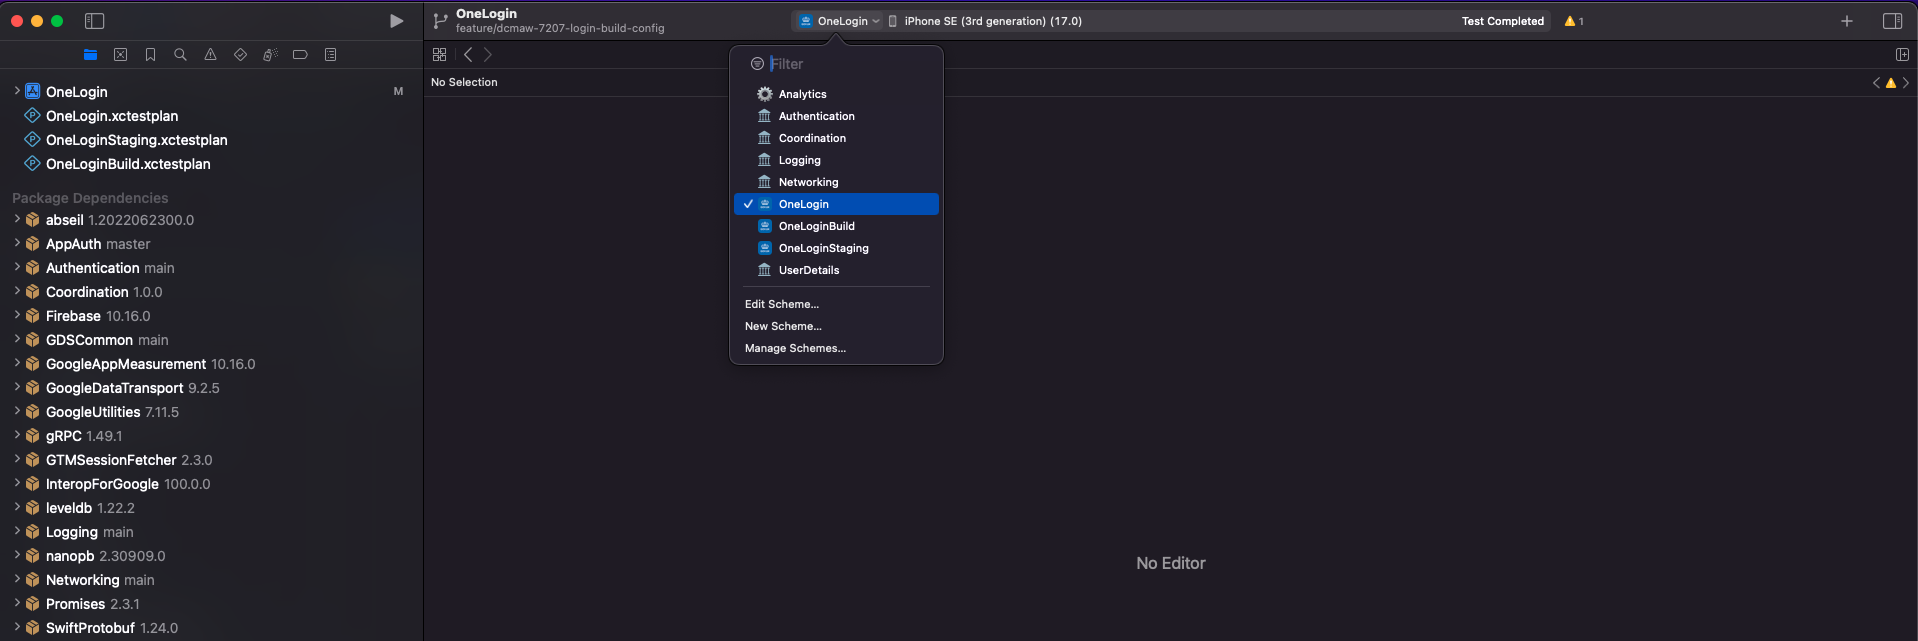 OneLogin
feature/dcmaw-7207-login-build-config
OneLogin
iPhone SE (3rd generation) (17.0)
Test Completed
1
OneLogin
M
OneLogin.xctestplan
OneLoginStaging.xctestplan
OneLoginBuild.xctestplan
Package Dependencies
abseil 1.2022062300.0
AppAuth master
Authentication main
Coordination 1.0.0
Firebase 10.16.0
GDSCommon main
GoogleAppMeasurement 10.16.0
GoogleDataTransport 9.2.5
GoogleUtilities 7.11.5
gRPC 1.49.1
GTMSessionFetcher 2.3.0
InteropForGoogle 100.0.0
leveldb 1.22.2
Logging main
nanopb 2.30909.0
Networking main
Promises 2.3.1
SwiftProtobuf 1.24.0
No Selection
Filter
Analytics
Authentication
Coordination
Logging
Networking
OneLogin
OneLoginBuild
OneLoginStaging
UserDetails
Edit Scheme...
New Scheme...
Manage Schemes...
No Editor